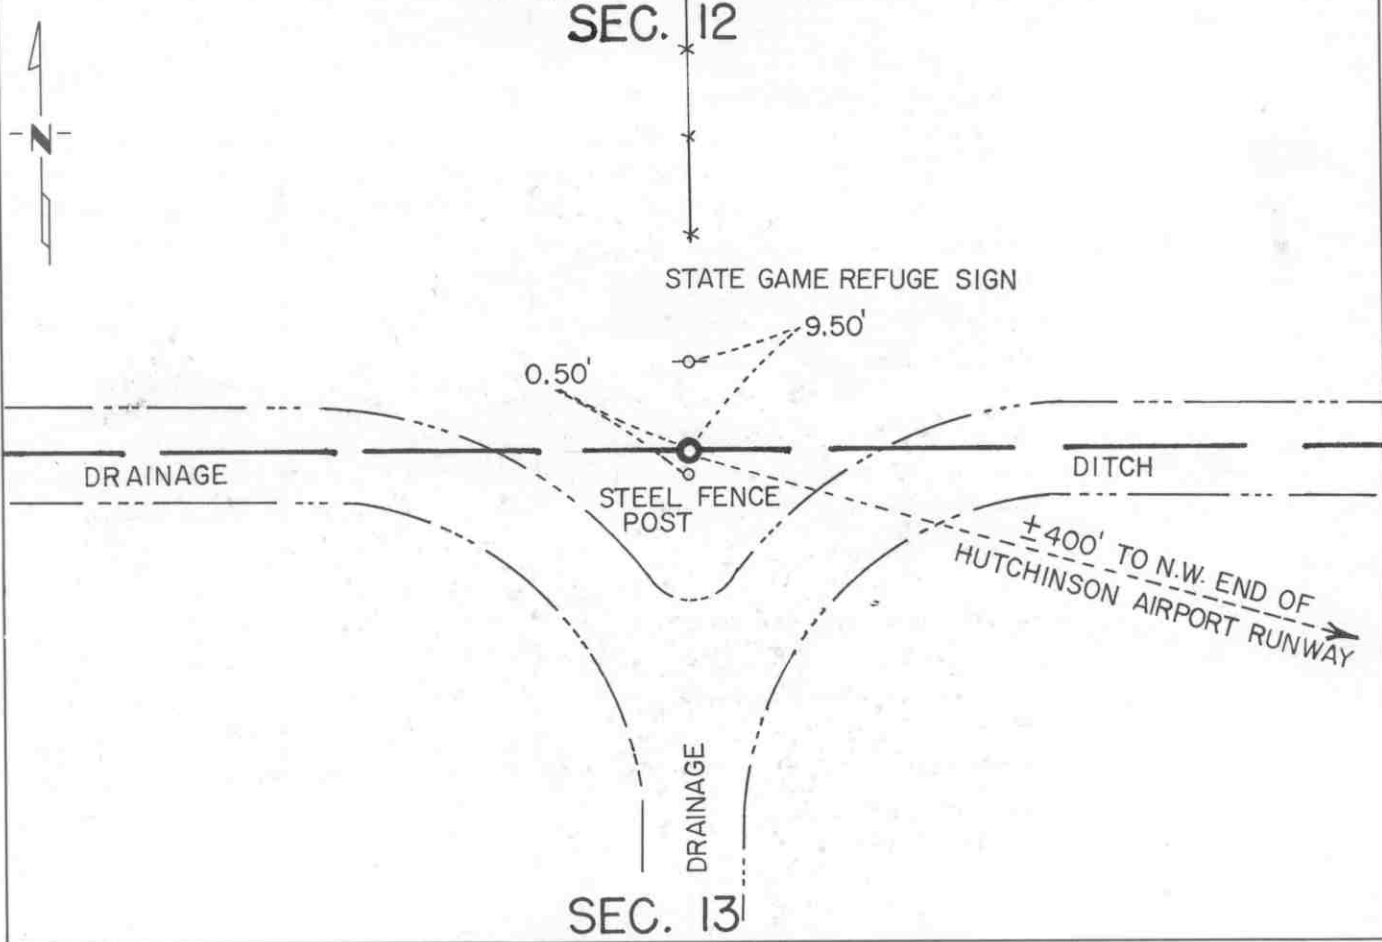 SEC. 12
N
STATE GAME REFUGE SIGN
9.50'
0.50'
DRAINAGE
DITCH
STEEL FENCE
POST
±400' TO N.W. END OF
HUTCHINSON AIRPORT RUNWAY
DRAINAGE
SEC. 13